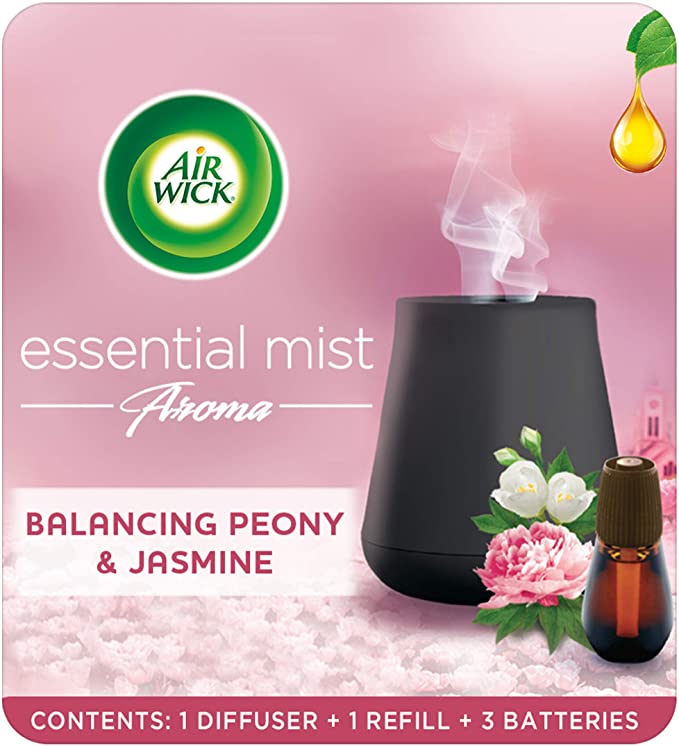 AIR
WICK®
essential mist
Aroma
BALANCING PEONY
& JASMINE
CONTENTS: 1 DIFFUSER + 1 REFILL + 3 BATTERIES